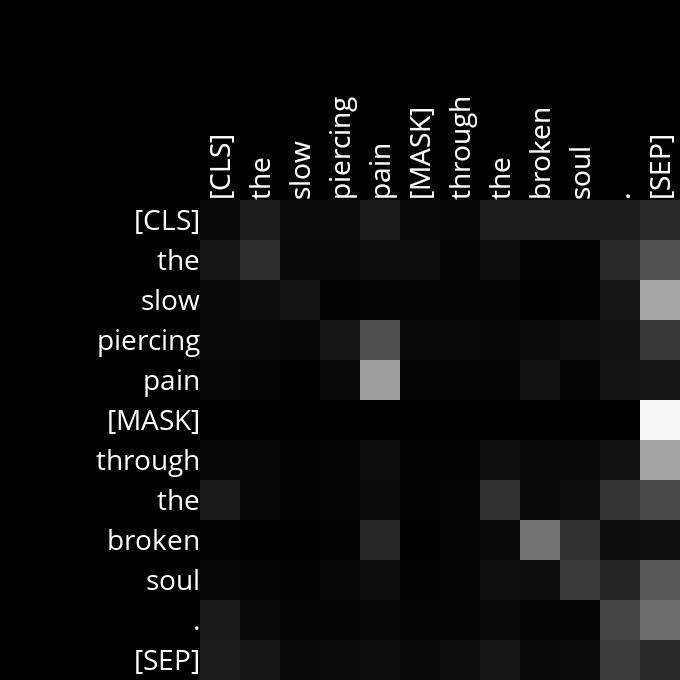 [CLS] the slow piercing pain [MASK] through the broken soul . [SEP]
[CLS]
the
slow
piercing
pain
[MASK]
through
the
broken
soul
.
[SEP]